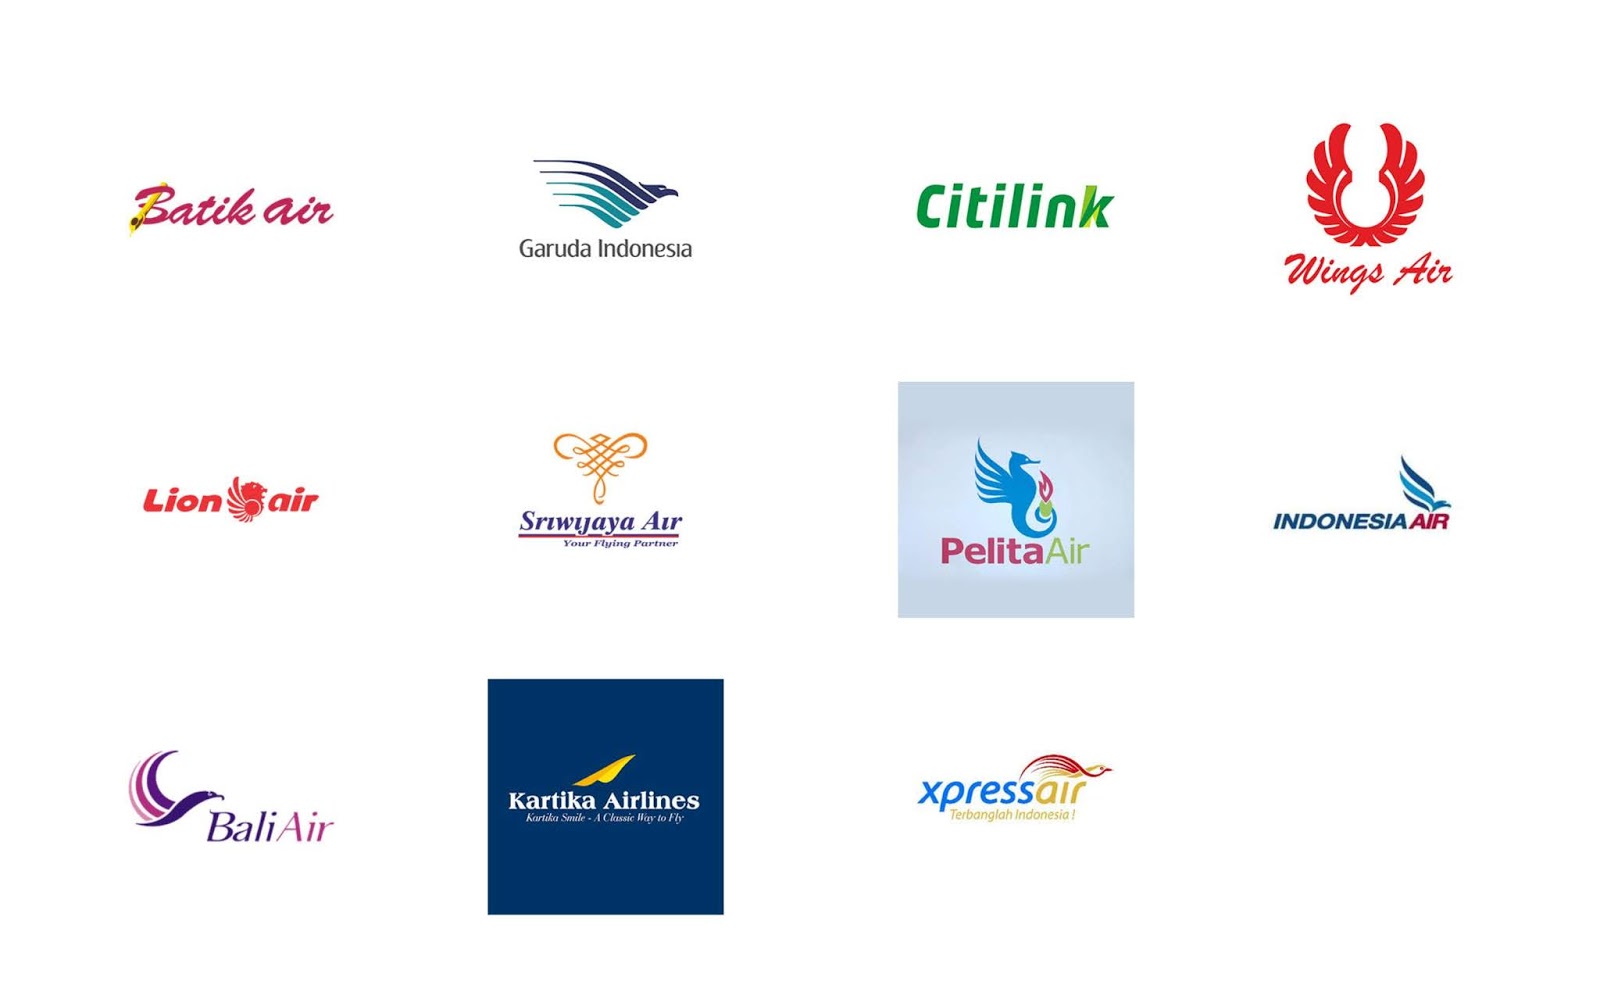 Batik air
Garuda Indonesia
Citilink
Wings Air
Lion air
Sriwijaya Air
Your Flying Partner
PelitaAir
INDONESIA AIR
BaliAir
Kartika Airlines
Kartika Smile - A Classic Way to Fly
xpressair
Terbanglah Indonesia !